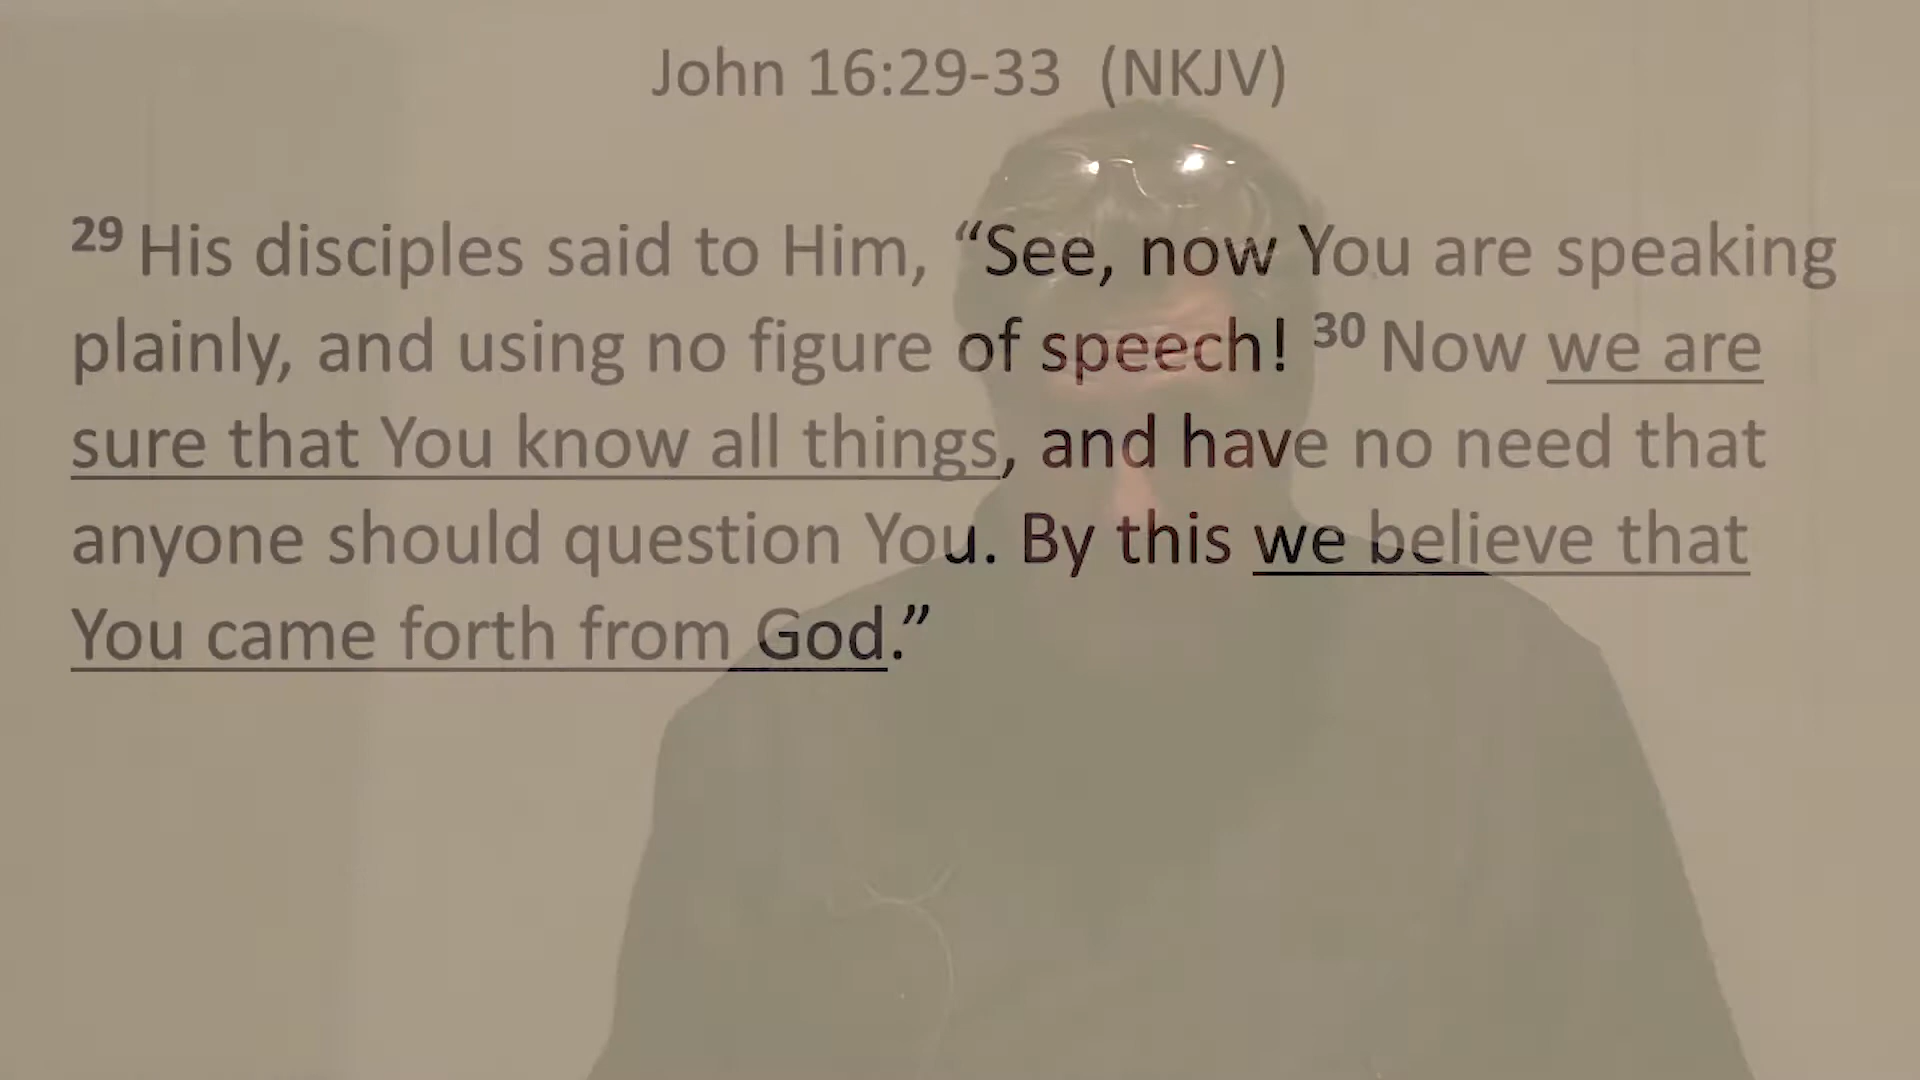 John 16:29-33 (NKJV)
29 His disciples said to Him, “See, now You are speaking
plainly, and using no figure of speech! 30 Now we are
sure that You know all things, and have no need that
anyone should question You. By this we believe that
You came forth from God.”